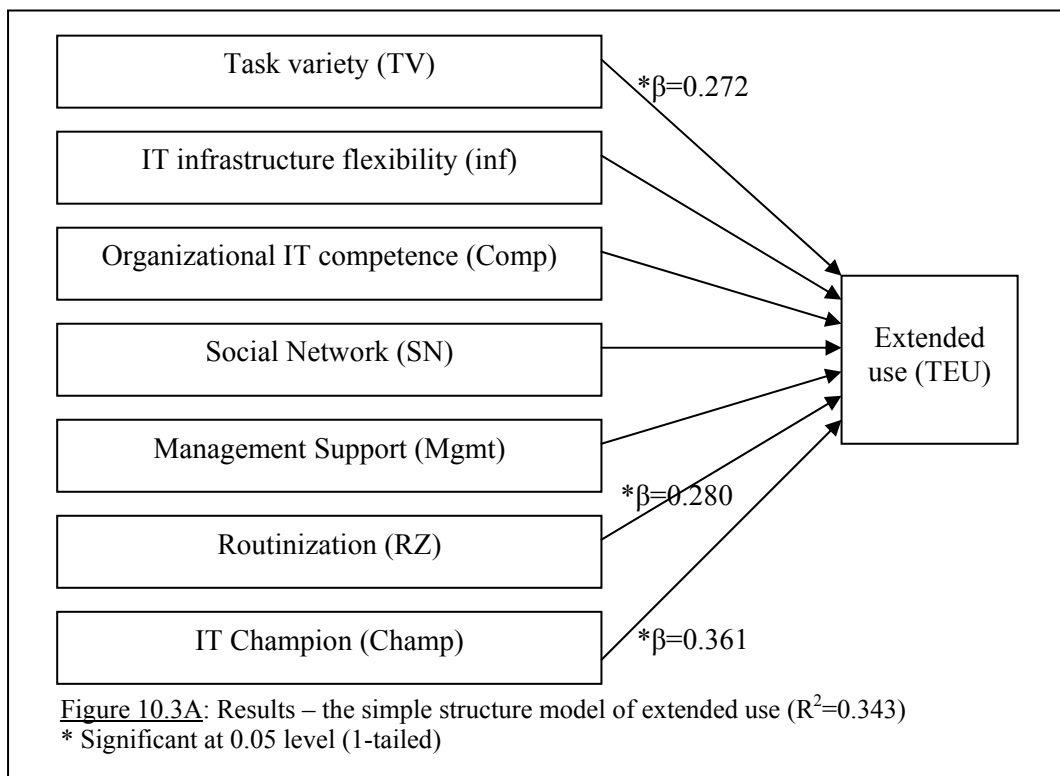 Task variety (TV)
*β=0.272
IT infrastructure flexibility (inf)
Organizational IT competence (Comp)
Social Network (SN)
Extended
use (TEU)
Management Support (Mgmt)
*β=0.280
Routinization (RZ)
IT Champion (Champ)
*β=0.361
Figure 10.3A: Results – the simple structure model of extended use (R²=0.343)
* Significant at 0.05 level (1-tailed)